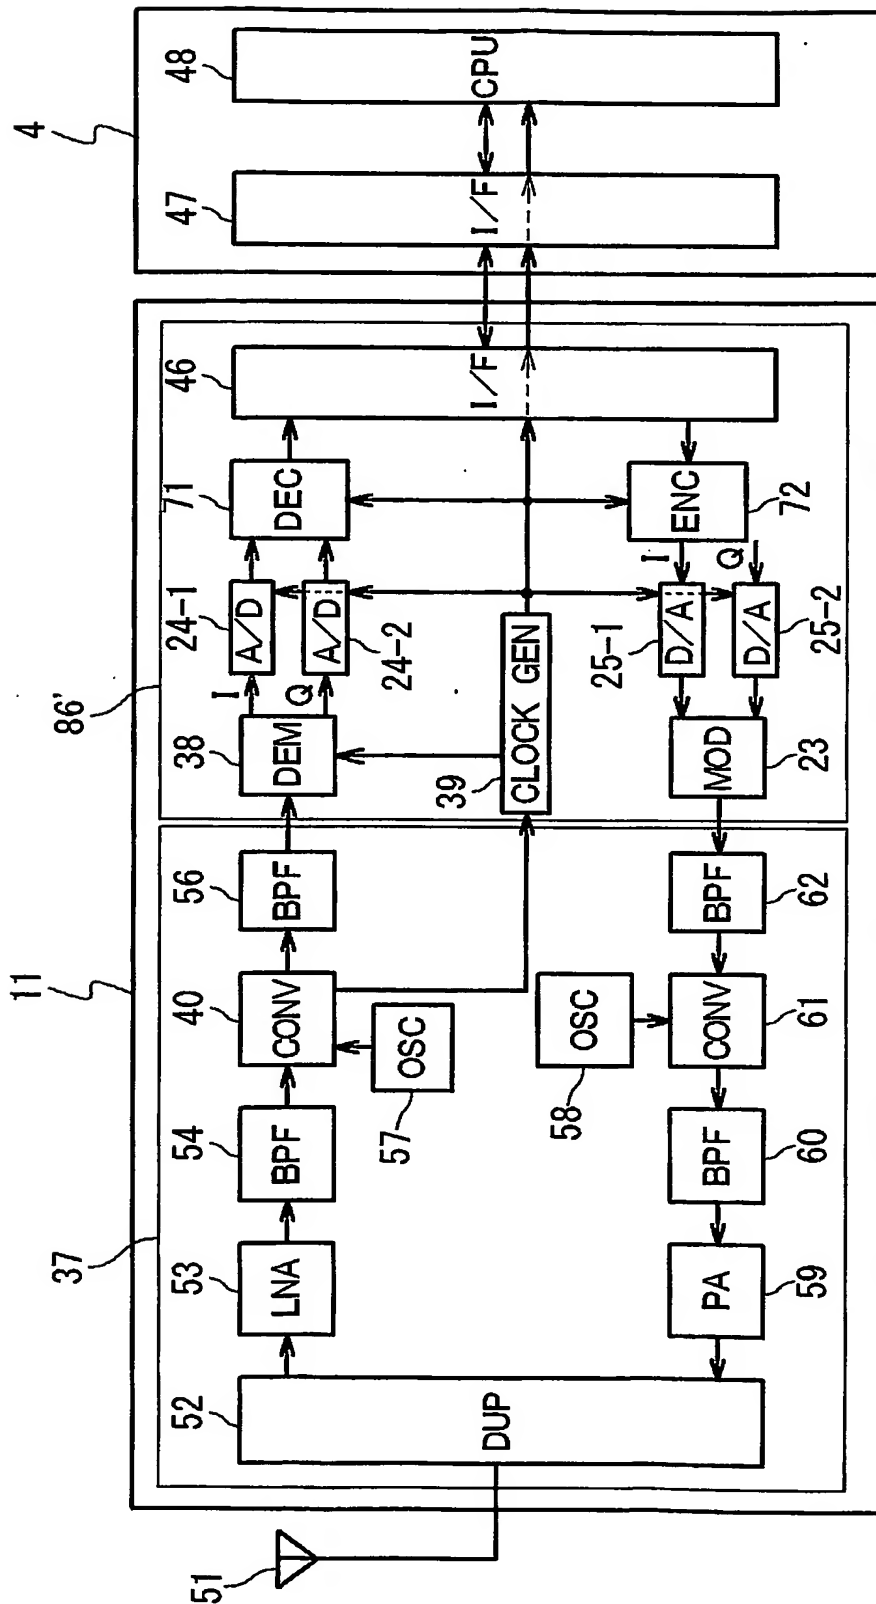 4
48
CPU
47
I/F
11
86'
46
I/F
71
DEC
24-1
A/D
A/D
24-2
I
Q
38
DEM
39
CLOCK GEN
72
ENC
I
Q
25-1
D/A
D/A
25-2
MOD
23
37
56
BPF
40
CONV
OSC
57
54
BPF
53
LNA
52
DUP
51
BPF
62
OSC
58
CONV
61
BPF
60
PA
59